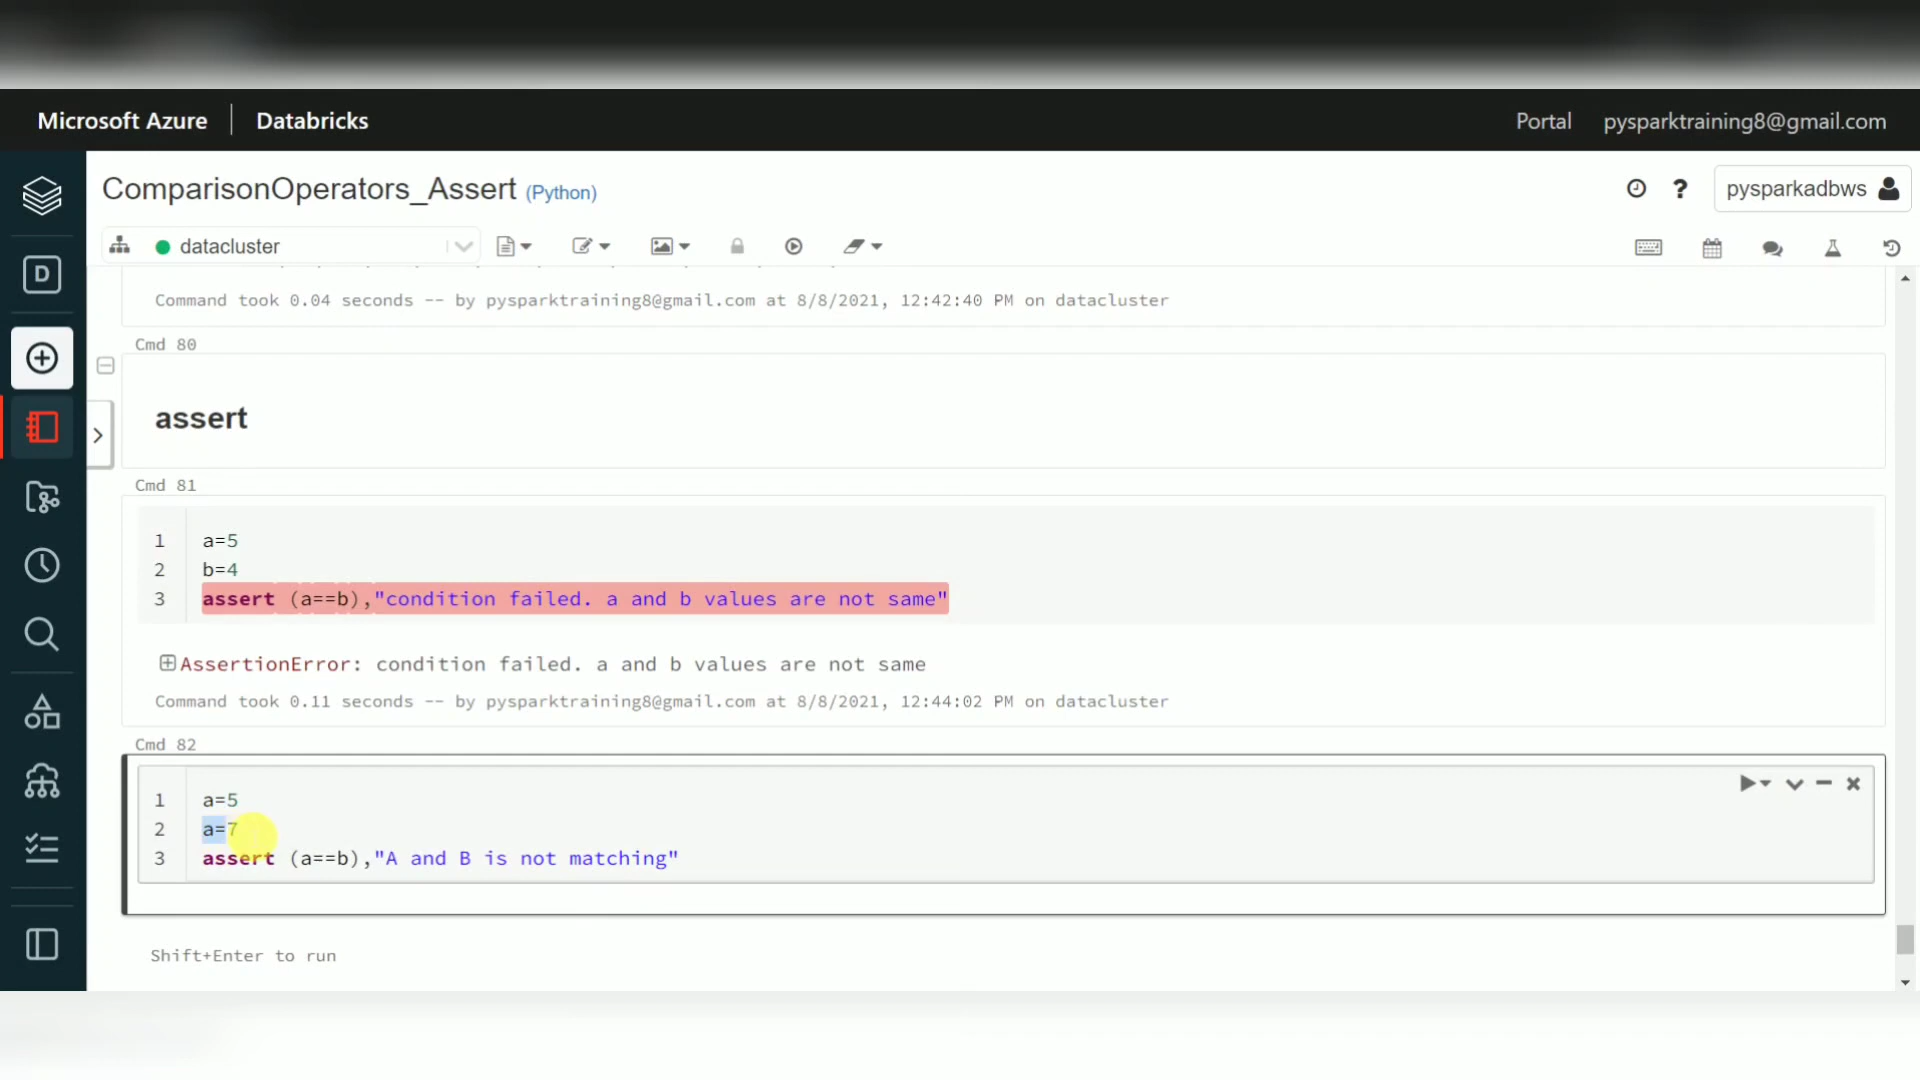 Microsoft Azure | Databricks
Portal pysparktraining8@gmail.com
ComparisonOperators_Assert (Python)
? pysparkadbws
datacluster
D
Command took 0.04 seconds -- by pysparktraining8@gmail.com at 8/8/2021, 12:42:40 PM on datacluster
Cmd 80
assert
Cmd 81
1 a=5
2 b=4
3 assert (a==b),"condition failed. a and b values are not same"
AssertionError: condition failed. a and b values are not same
Command took 0.11 seconds -- by pysparktraining8@gmail.com at 8/8/2021, 12:44:02 PM on datacluster
Cmd 82
1 a=5
2 a=7
3 assert (a==b),"A and B is not matching"
Shift+Enter to run